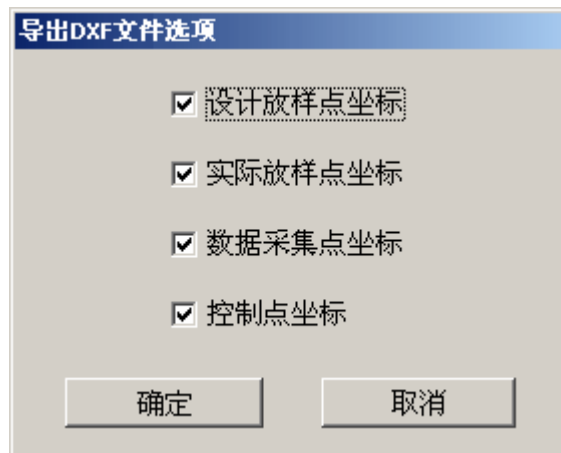 导出DXF文件选项
设计放样点坐标
实际放样点坐标
数据采集点坐标
控制点坐标
确定 取消